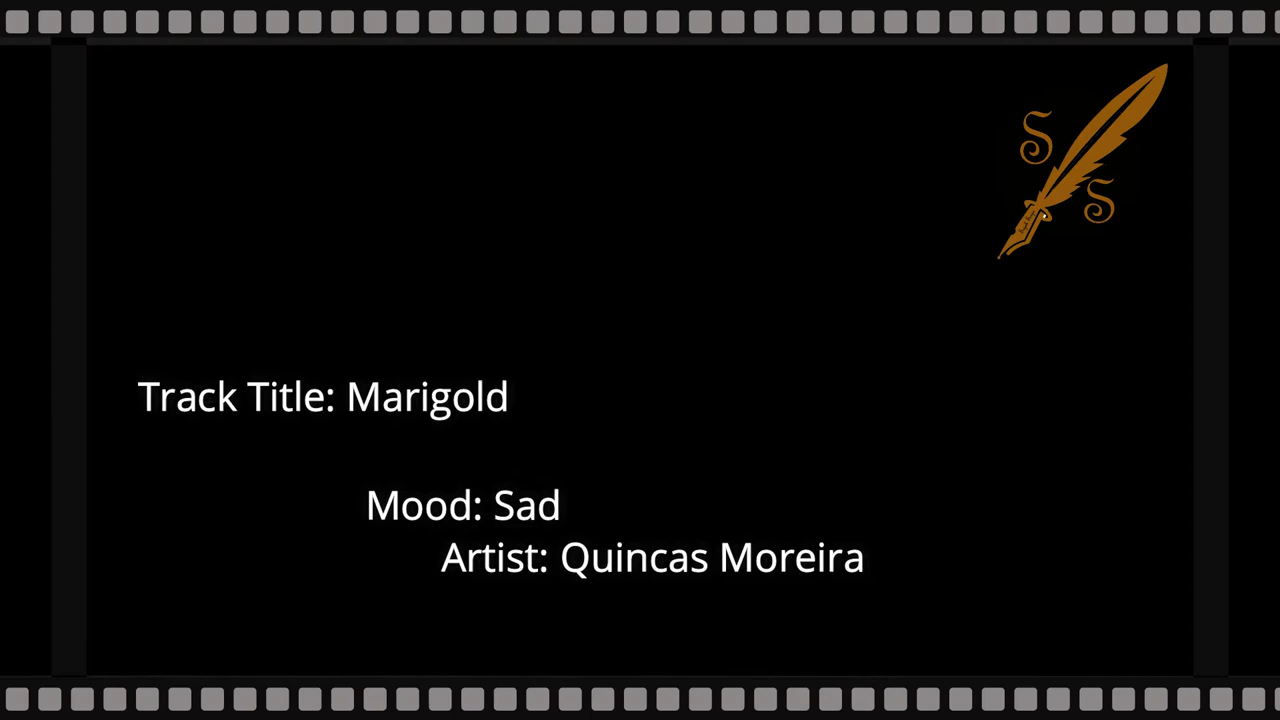 S
S
Track Title: Marigold
Mood: Sad
Artist: Quincas Moreira